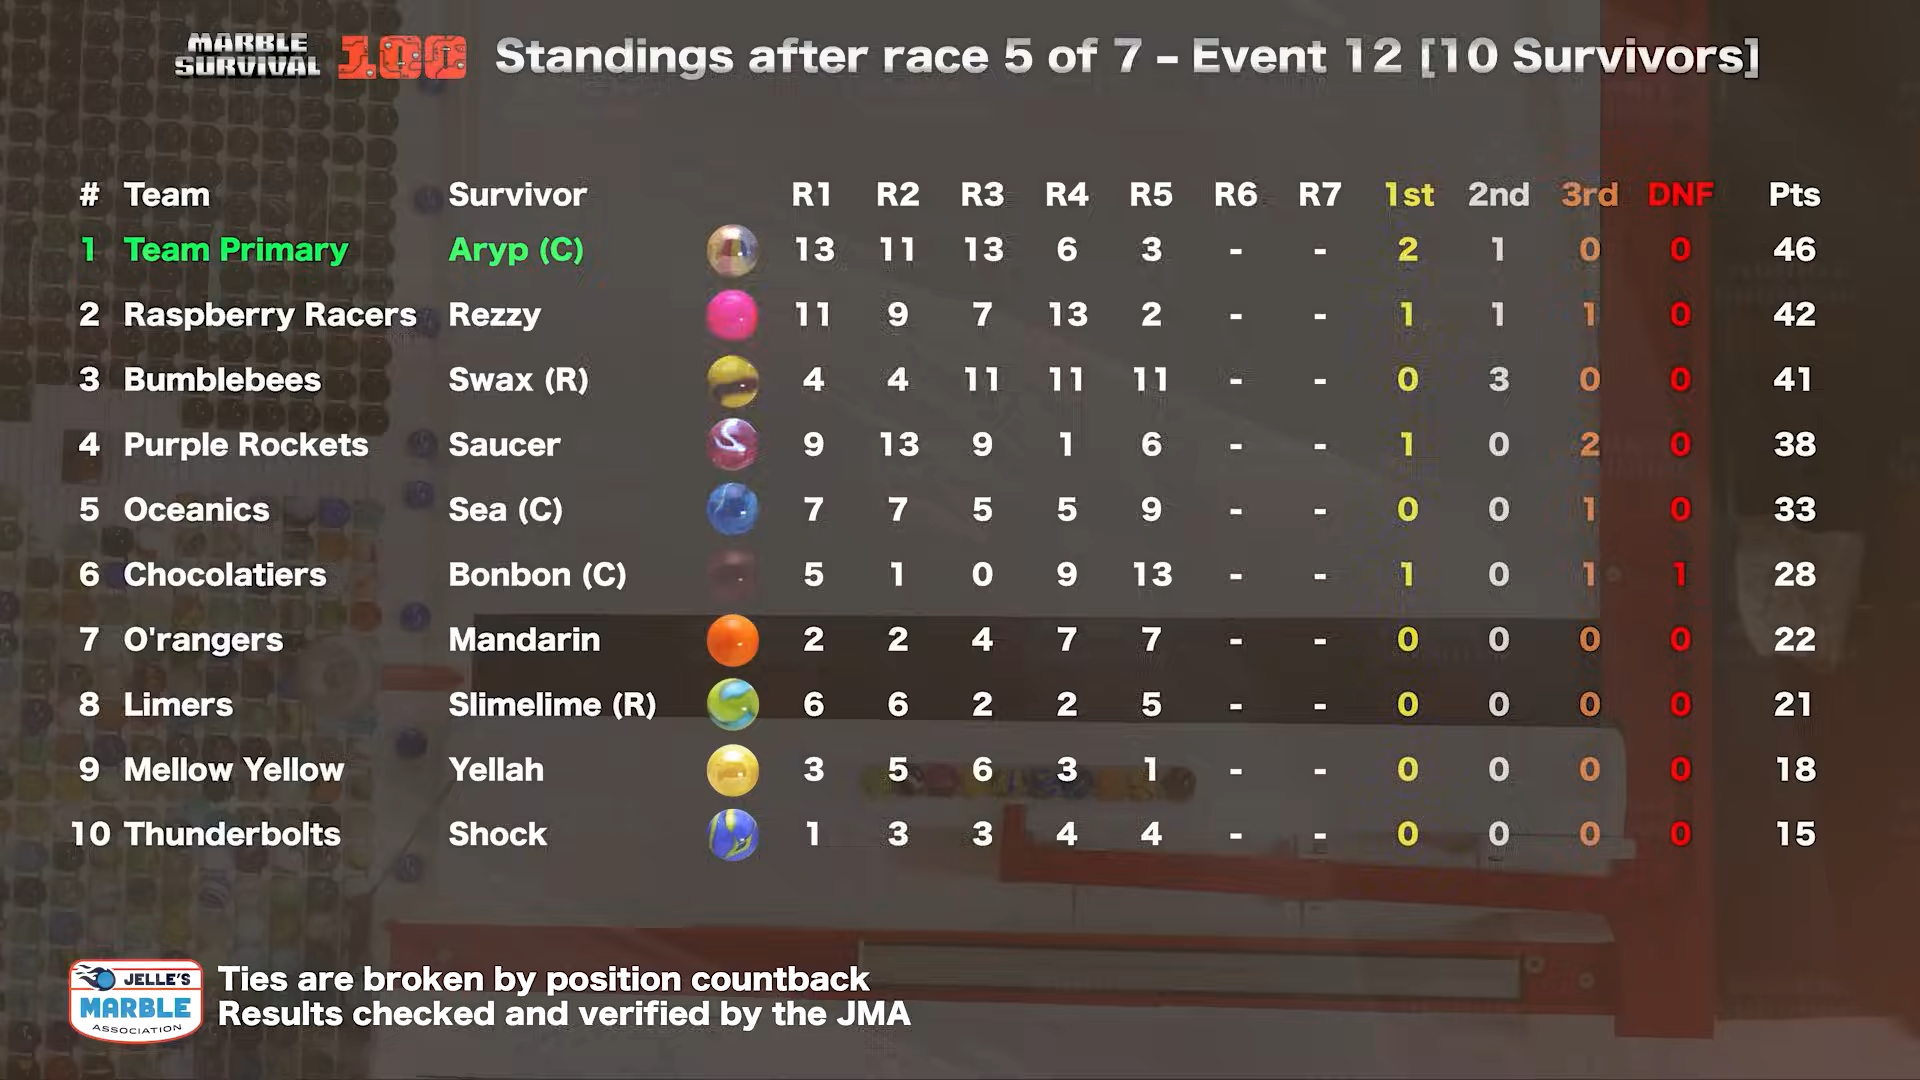 MARBLE SURVIVAL 100 Standings after race 5 of 7 – Event 12 [10 Survivors]
# Team Survivor R1 R2 R3 R4 R5 R6 R7 1st 2nd 3rd DNF Pts
1 Team Primary Aryp (C) 13 11 13 6 3 - - 2 1 0 0 46
2 Raspberry Racers Rezzy 11 9 7 13 2 - - 1 1 1 0 42
3 Bumblebees Swax (R) 4 4 11 11 11 - - 0 3 0 0 41
4 Purple Rockets Saucer 9 13 9 1 6 - - 1 0 2 0 38
5 Oceanics Sea (C) 7 7 5 5 9 - - 0 0 1 0 33
6 Chocolatiers Bonbon (C) 5 1 0 9 13 - - 1 0 1 1 28
7 O'rangers Mandarin 2 2 4 7 7 - - 0 0 0 0 22
8 Limers Slimelime (R) 6 6 2 2 5 - - 0 0 0 0 21
9 Mellow Yellow Yellah 3 5 6 3 1 - - 0 0 0 0 18
10 Thunderbolts Shock 1 3 3 4 4 - - 0 0 0 0 15
JELLE'S MARBLE ASSOCIATION
Ties are broken by position countback
Results checked and verified by the JMA